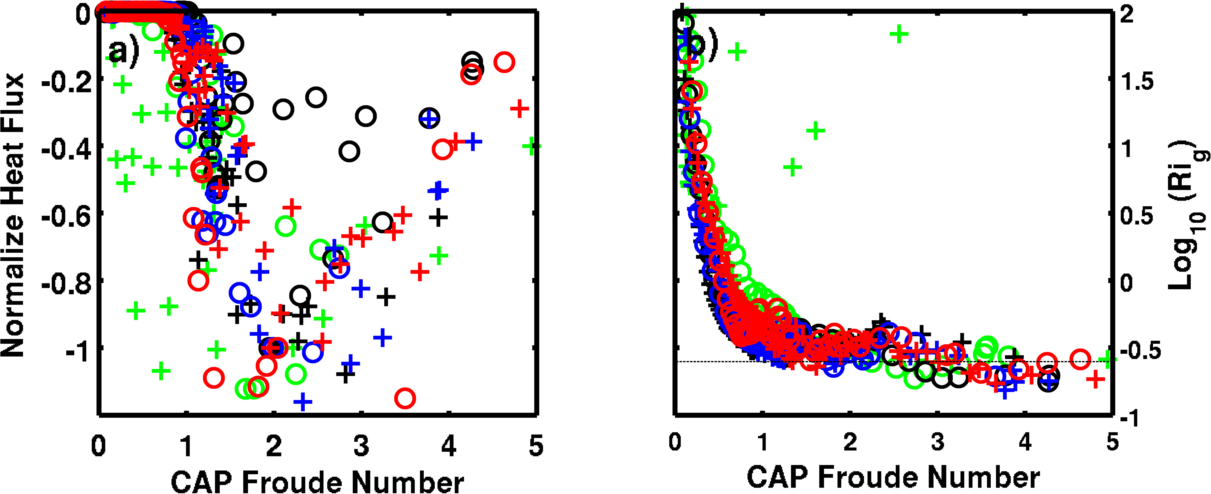 a)
0
-0.2
-0.4
-0.6
-0.8
-1
Normalize Heat Flux
0 1 2 3 4 5
CAP Froude Number
)
2
1.5
1
0.5
0
-0.5
-1
Log10 (Rig)
0 1 2 3 4 5
CAP Froude Number